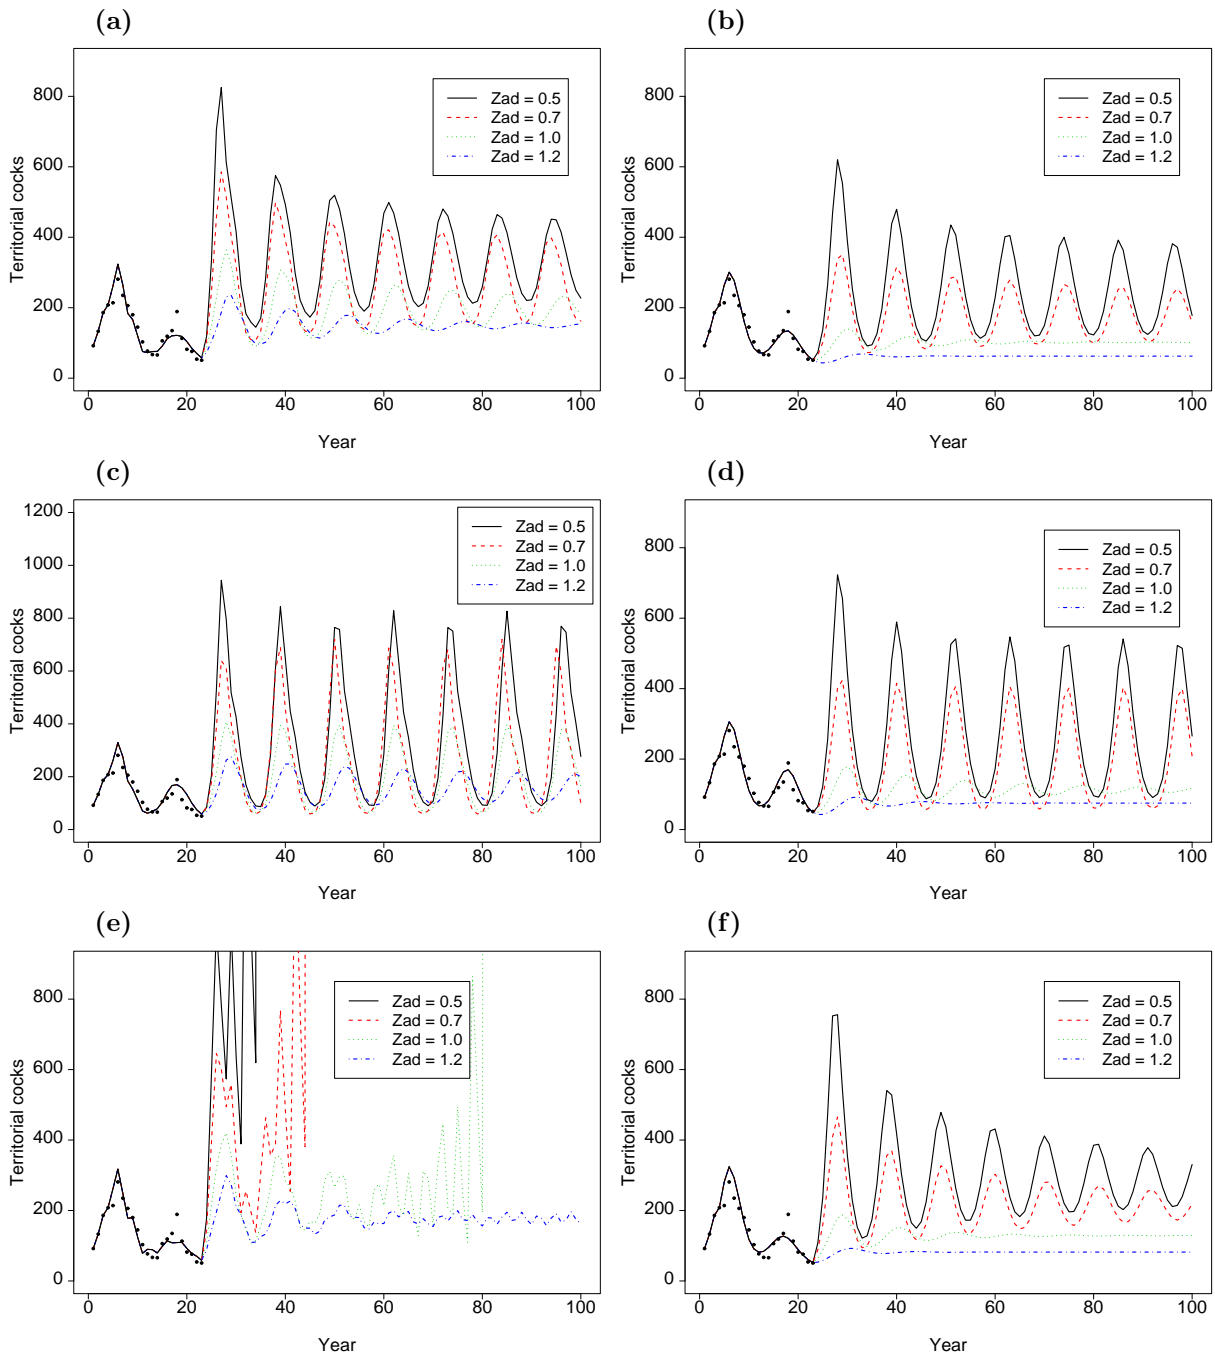 (a)
Territorial cocks
800
600
400
200
0
Zad = 0.5
Zad = 0.7
Zad = 1.0
Zad = 1.2
0 20 40 60 80 100
Year
(b)
Territorial cocks
800
600
400
200
0
Zad = 0.5
Zad = 0.7
Zad = 1.0
Zad = 1.2
0 20 40 60 80 100
Year
(c)
Territorial cocks
1200
1000
800
600
400
200
0
Zad = 0.5
Zad = 0.7
Zad = 1.0
Zad = 1.2
0 20 40 60 80 100
Year
(d)
Territorial cocks
800
600
400
200
0
Zad = 0.5
Zad = 0.7
Zad = 1.0
Zad = 1.2
0 20 40 60 80 100
Year
(e)
Territorial cocks
800
600
400
200
0
Zad = 0.5
Zad = 0.7
Zad = 1.0
Zad = 1.2
0 20 40 60 80 100
Year
(f)
Territorial cocks
800
600
400
200
0
Zad = 0.5
Zad = 0.7
Zad = 1.0
Zad = 1.2
0 20 40 60 80 100
Year